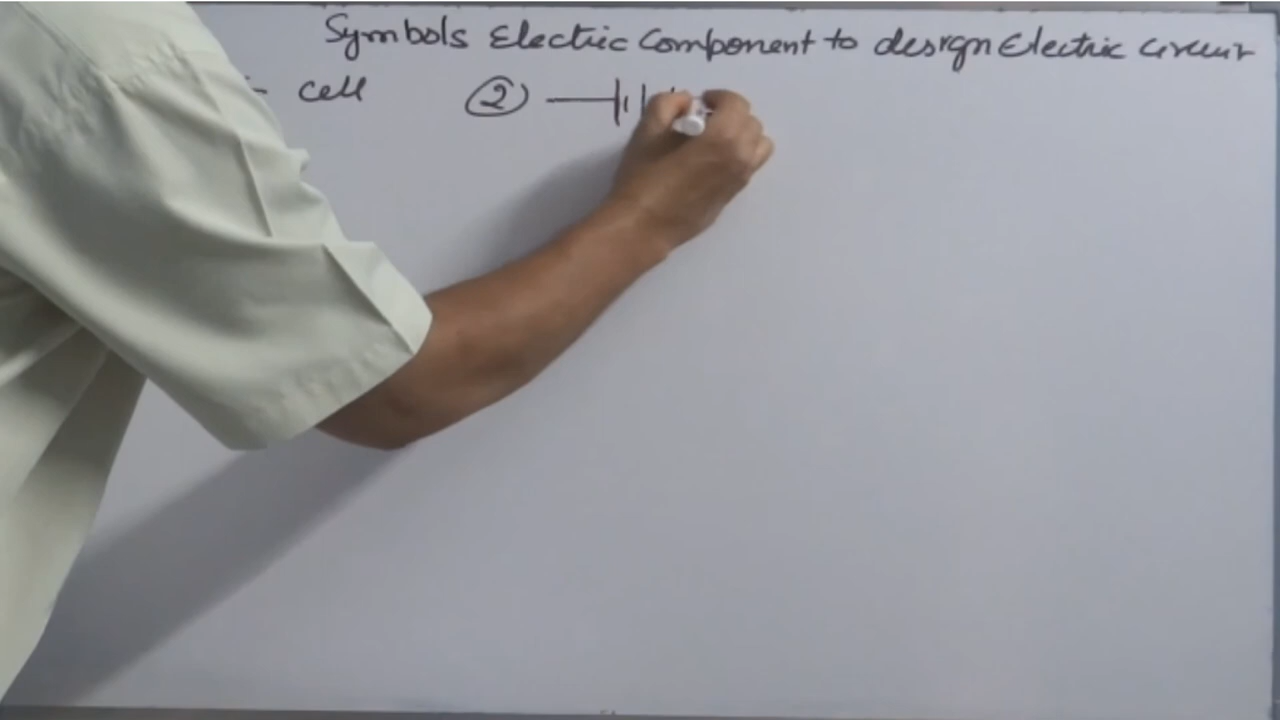 Symbols Electric Component to design Electric Circuit
- cell ②